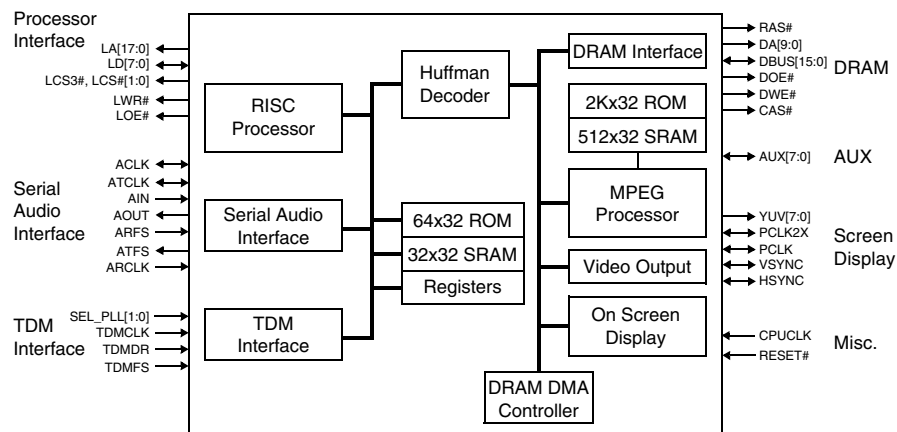 Processor
Interface
LA[17:0]
LD[7:0]
LCS3#, LCS#[1:0]
LWR#
LOE#
Serial
Audio
Interface
ACLK
ATCLK
AIN
AOUT
ARFS
ATFS
ARCLK
TDM
Interface
SEL_PLL[1:0]
TDMCLK
TDMDR
TDMFS
RISC
Processor
Serial Audio
Interface
TDM
Interface
Huffman
Decoder
64x32 ROM
32x32 SRAM
Registers
DRAM Interface
2Kx32 ROM
512x32 SRAM
MPEG
Processor
Video Output
On Screen
Display
DRAM DMA
Controller
RAS#
DA[9:0]
DBUS[15:0]
DOE#
DWE#
CAS#
DRAM
AUX[7:0]
AUX
YUV[7:0]
PCLK2X
PCLK
VSYNC
HSYNC
Screen
Display
CPUCLK
RESET#
Misc.